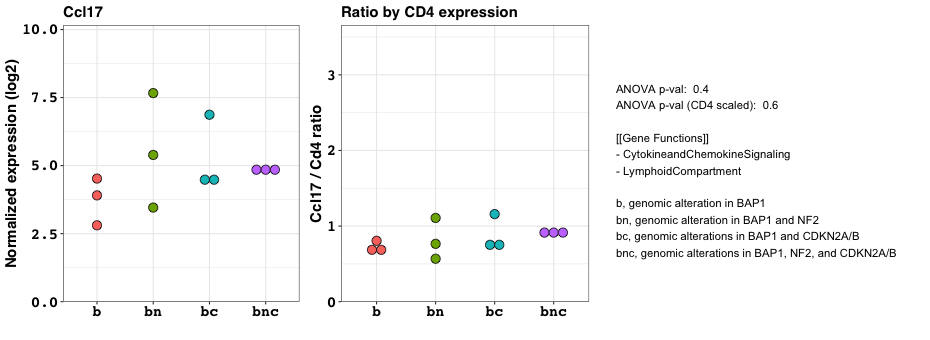 Ccl17
Normalized expression (log2)
10.0
7.5
5.0
2.5
0.0
b bn bc bnc
Ratio by CD4 expression
Ccl17 / Cd4 ratio
3
2
1
0
b bn bc bnc
ANOVA p-val:  0.4
ANOVA p-val (CD4 scaled):  0.6
[[Gene Functions]]
- CytokineandChemokineSignaling
- LymphoidCompartment
b, genomic alteration in BAP1
bn, genomic alteration in BAP1 and NF2
bc, genomic alterations in BAP1 and CDKN2A/B
bnc, genomic alterations in BAP1, NF2, and CDKN2A/B